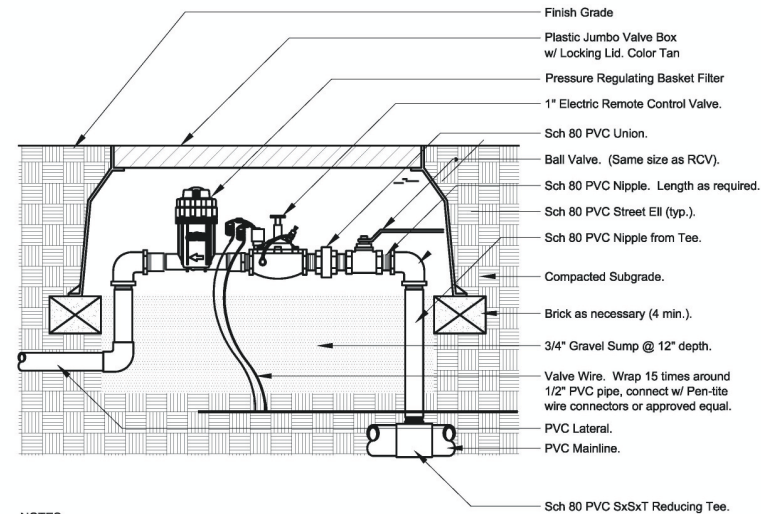 Finish Grade
Plastic Jumbo Valve Box
w/ Locking Lid. Color Tan
Pressure Regulating Basket Filter
1" Electric Remote Control Valve.
Sch 80 PVC Union.
Ball Valve. (Same size as RCV).
Sch 80 PVC Nipple. Length as required.
Sch 80 PVC Street Ell (typ.).
Sch 80 PVC Nipple from Tee.
Compacted Subgrade.
Brick as necessary (4 min.).
3/4" Gravel Sump @ 12" depth.
Valve Wire. Wrap 15 times around
1/2" PVC pipe, connect w/ Pen-tite
wire connectors or approved equal.
PVC Lateral.
PVC Mainline.
Sch 80 PVC SxSxT Reducing Tee.